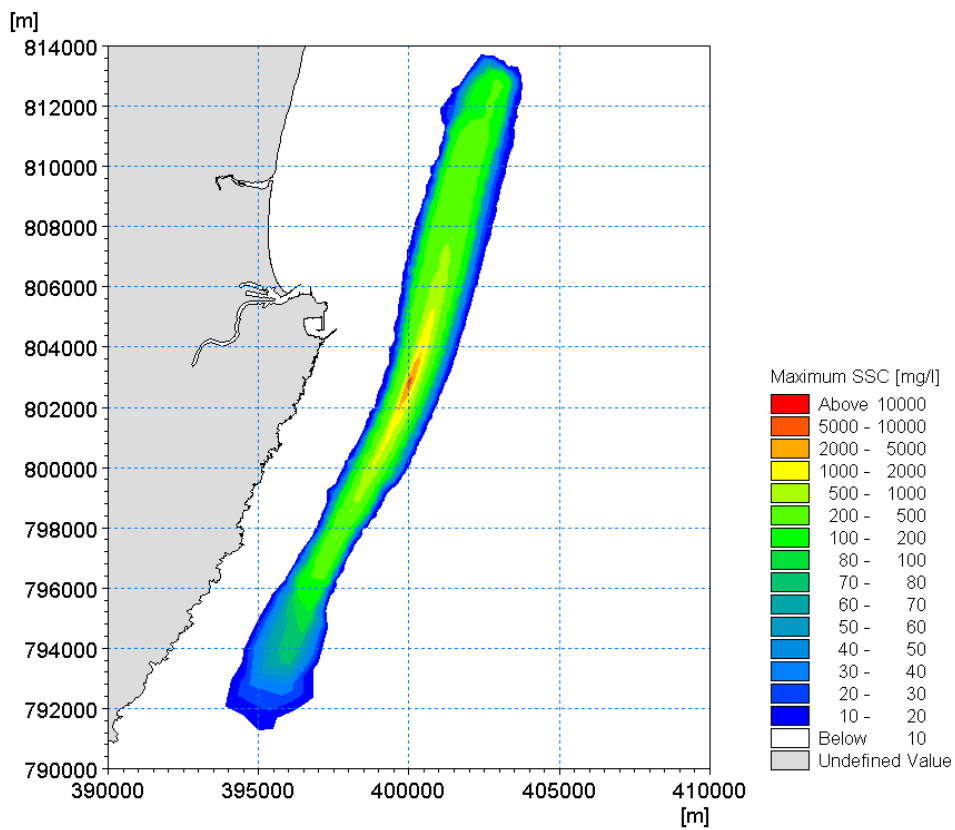 [m]
814000
812000
810000
808000
806000
804000
802000
800000
798000
796000
794000
792000
790000
390000 395000 400000 405000 410000
[m]
Maximum SSC [mg/l]
Above 10000
5000 - 10000
2000 - 5000
1000 - 2000
500 - 1000
200 - 500
100 - 200
80 - 100
70 - 80
60 - 70
50 - 60
40 - 50
30 - 40
20 - 30
10 - 20
Below 10
Undefined Value